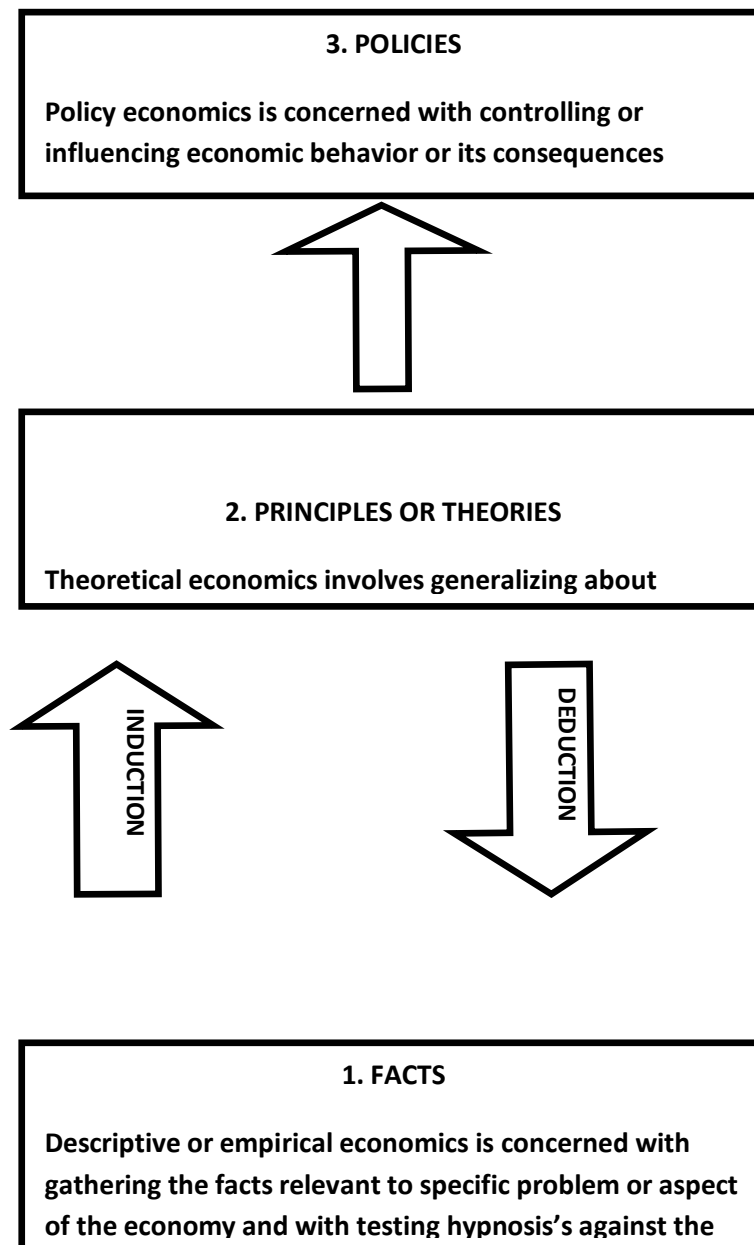 3. POLICIES
Policy economics is concerned with controlling or
influencing economic behavior or its consequences
2. PRINCIPLES OR THEORIES
Theoretical economics involves generalizing about
INDUCTION
DEDUCTION
1. FACTS
Descriptive or empirical economics is concerned with
gathering the facts relevant to specific problem or aspect
of the economy and with testing hypnosis's against the